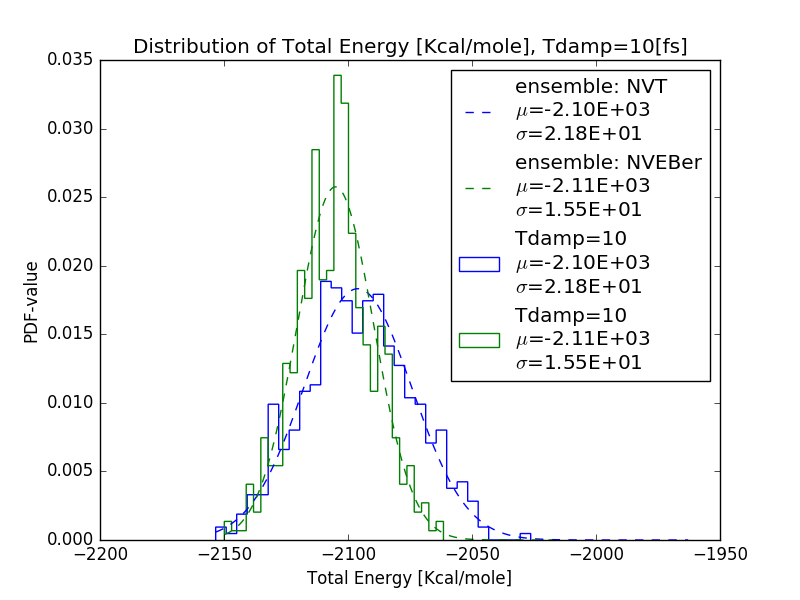 Distribution of Total Energy [Kcal/mole], Tdamp=10[fs]
0.035
0.030
0.025
0.020
0.015
0.010
0.005
0.000
PDF-value
ensemble: NVT
μ=-2.10E+03
σ=2.18E+01
ensemble: NVEBer
μ=-2.11E+03
σ=1.55E+01
Tdamp=10
μ=-2.10E+03
σ=2.18E+01
Tdamp=10
μ=-2.11E+03
σ=1.55E+01
−2200 −2150 −2100 −2050 −2000 −1950
Total Energy [Kcal/mole]